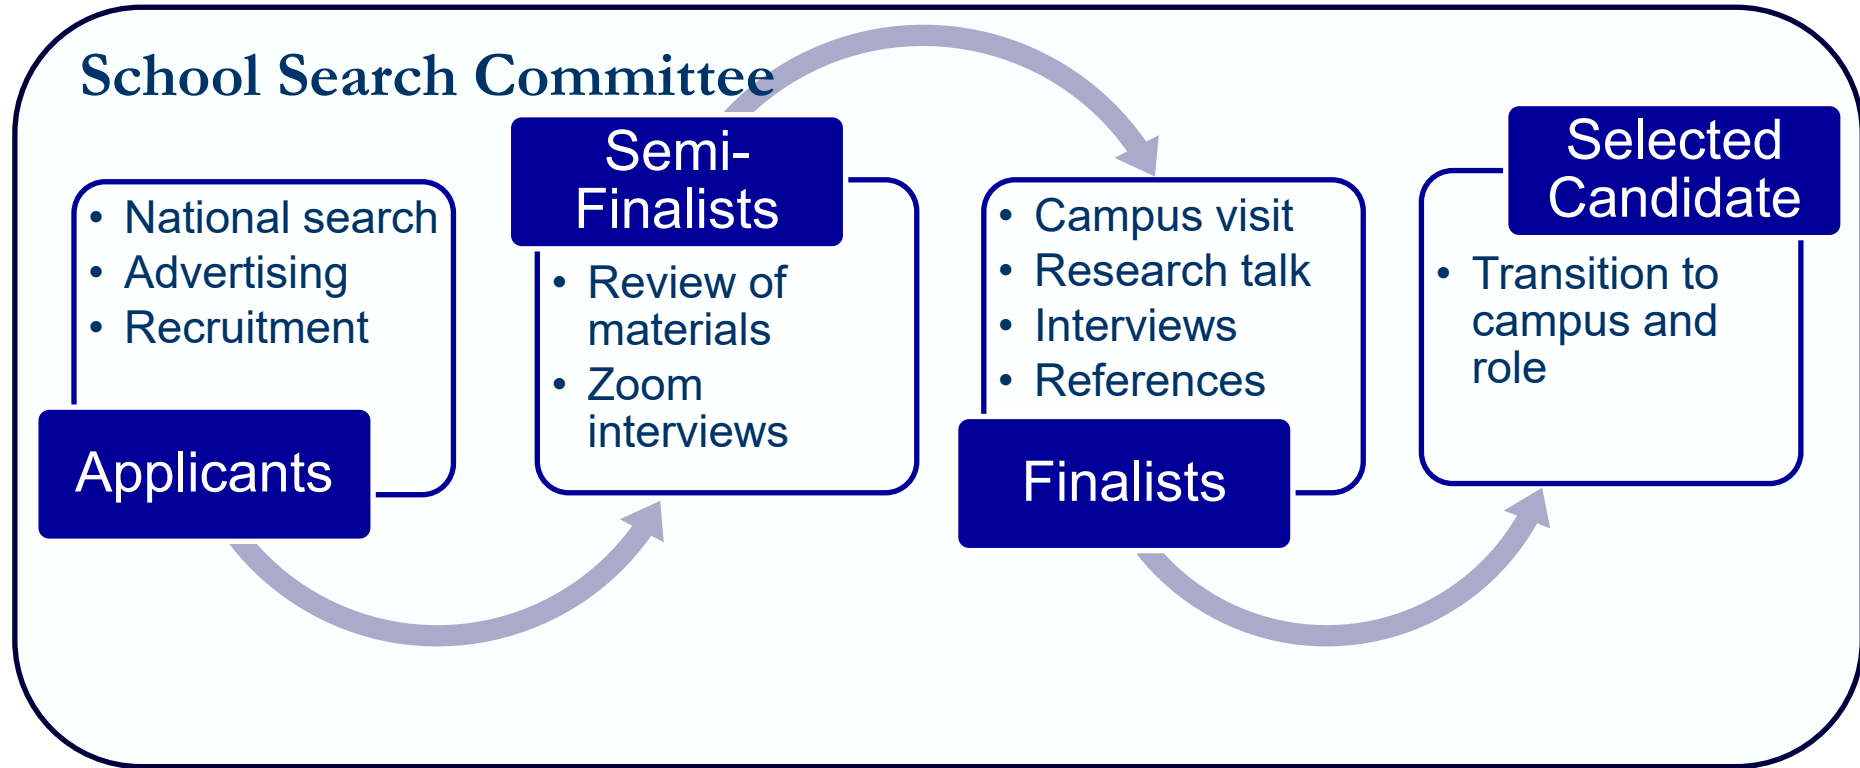 School Search Committee
• National search
• Advertising
• Recruitment
Applicants
Semi-
Finalists
• Review of
materials
• Zoom
interviews
• Campus visit
• Research talk
• Interviews
• References
Finalists
Selected
Candidate
• Transition to
campus and
role